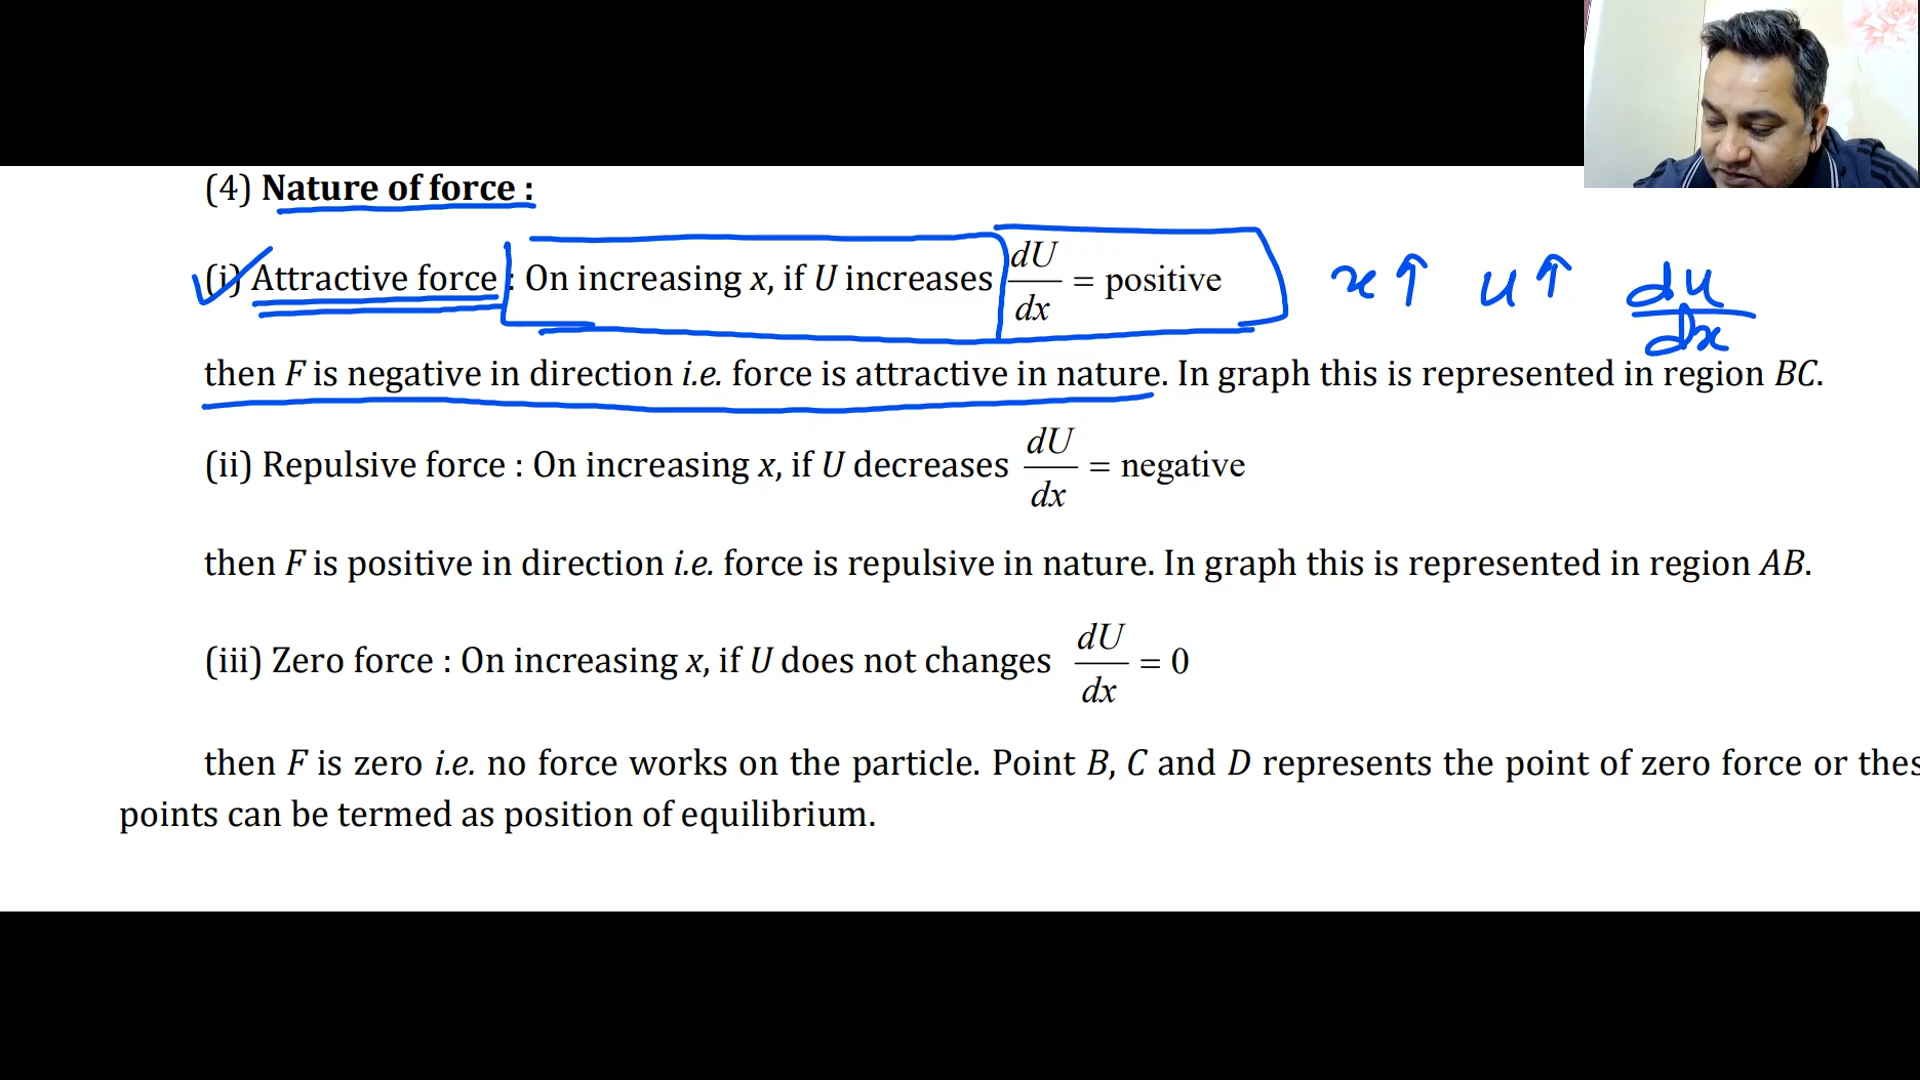 (4) Nature of force :
(i) Attractive force : On increasing x, if U increases dU/dx = positive x↑ u↑ du/dx
then F is negative in direction i.e. force is attractive in nature. In graph this is represented in region BC.
(ii) Repulsive force : On increasing x, if U decreases dU/dx = negative
then F is positive in direction i.e. force is repulsive in nature. In graph this is represented in region AB.
(iii) Zero force : On increasing x, if U does not changes dU/dx = 0
then F is zero i.e. no force works on the particle. Point B, C and D represents the point of zero force or thes
points can be termed as position of equilibrium.